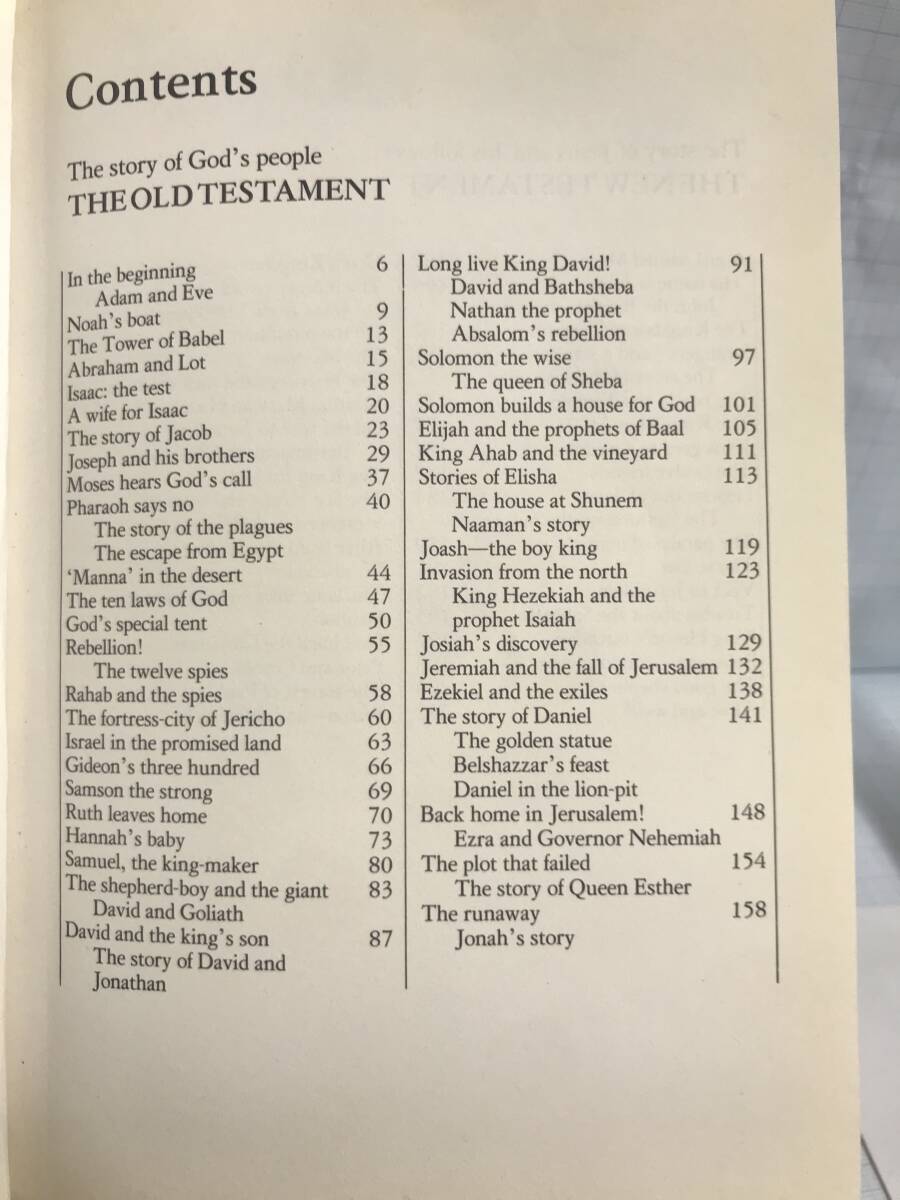 Contents
The story of God's people
THE OLD TESTAMENT
In the beginning 6
Adam and Eve
Noah's boat 9
The Tower of Babel 13
Abraham and Lot 15
Isaac: the test 18
A wife for Isaac 20
The story of Jacob 23
Joseph and his brothers 29
Moses hears God's call 37
Pharaoh says no 40
The story of the plagues
The escape from Egypt
‘Manna’ in the desert 44
The ten laws of God 47
God's special tent 50
Rebellion! 55
The twelve spies
Rahab and the spies 58
The fortress-city of Jericho 60
Israel in the promised land 63
Gideon's three hundred 66
Samson the strong 69
Ruth leaves home 70
Hannah's baby 73
Samuel, the king-maker 80
The shepherd-boy and the giant 83
David and Goliath
David and the king's son 87
The story of David and
Jonathan
Long live King David! 91
David and Bathsheba
Nathan the prophet
Absalom's rebellion
Solomon the wise 97
The queen of Sheba
Solomon builds a house for God 101
Elijah and the prophets of Baal 105
King Ahab and the vineyard 111
Stories of Elisha 113
The house at Shunem
Naaman's story
Joash—the boy king 119
Invasion from the north 123
King Hezekiah and the
prophet Isaiah
Josiah's discovery 129
Jeremiah and the fall of Jerusalem 132
Ezekiel and the exiles 138
The story of Daniel 141
The golden statue
Belshazzar's feast
Daniel in the lion-pit
Back home in Jerusalem! 148
Ezra and Governor Nehemiah
The plot that failed 154
The story of Queen Esther
The runaway 158
Jonah's story